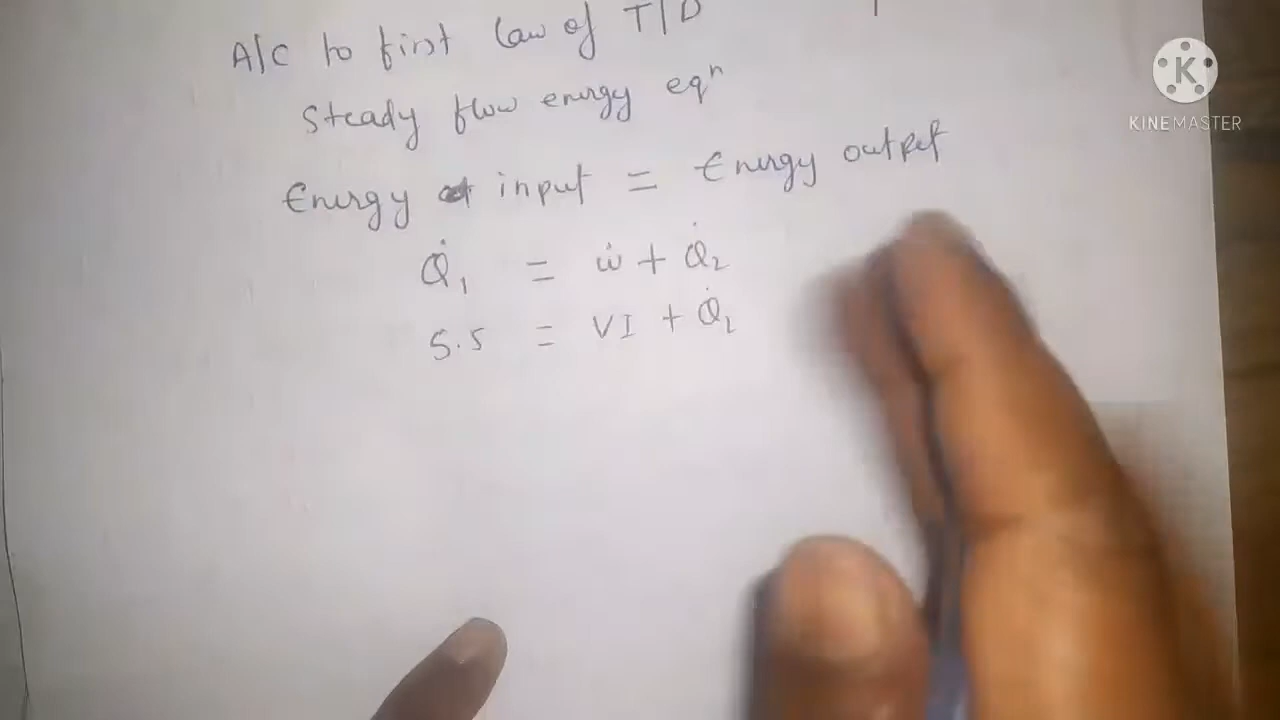 A/C to first law of T/D
Steady flow energy eqⁿ
Energy input = Energy output
Q̇₁ = ẇ + Q̇₂
5.5 = VI + Q̇₂
K
KINEMASTER